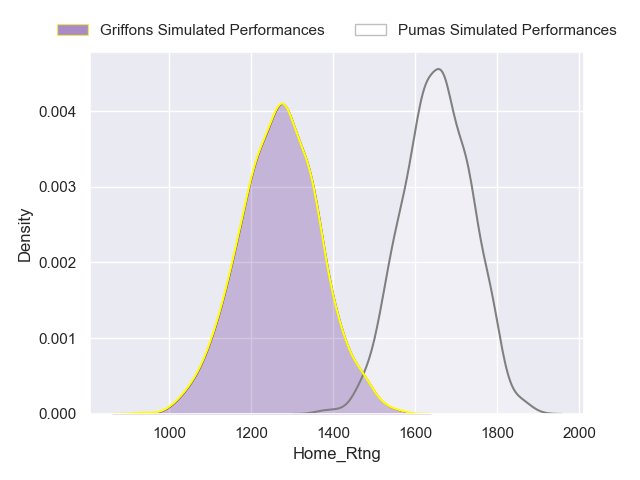 Griffons Simulated Performances
Pumas Simulated Performances
Density
0.004
0.003
0.002
0.001
0.000
1000 1200 1400 1600 1800 2000
Home_Rtng